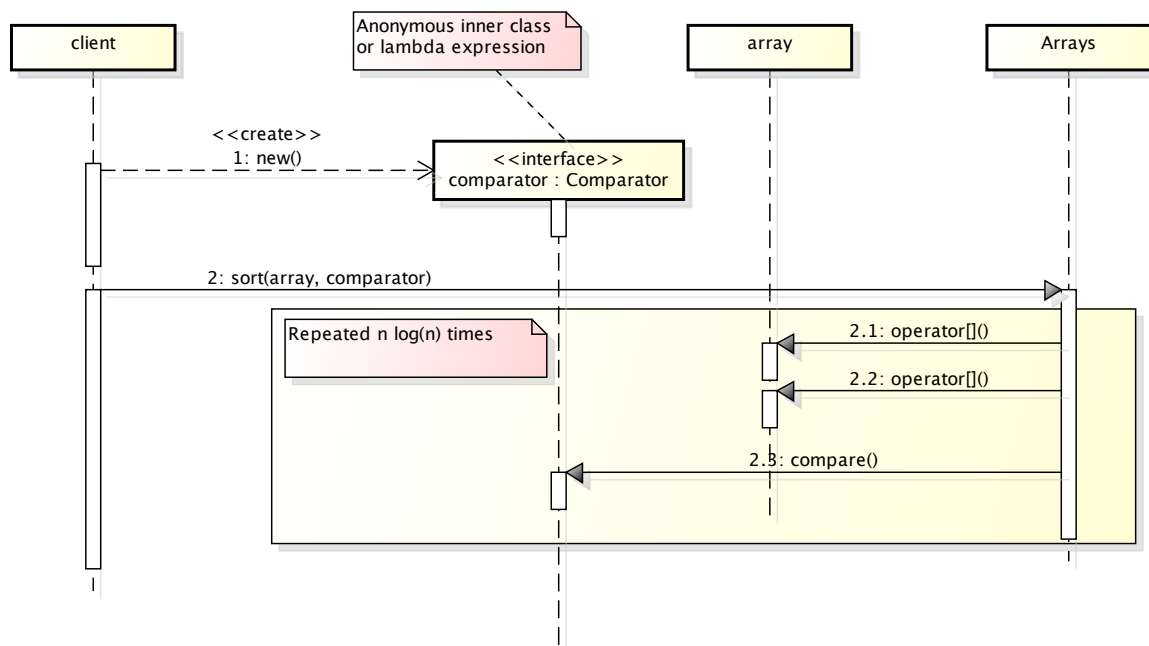 client
Anonymous inner class
or lambda expression
array
Arrays
<<create>>
1: new()
<<interface>>
comparator : Comparator
2: sort(array, comparator)
Repeated n log(n) times
2.1: operator[]()
2.2: operator[]()
2.3: compare()